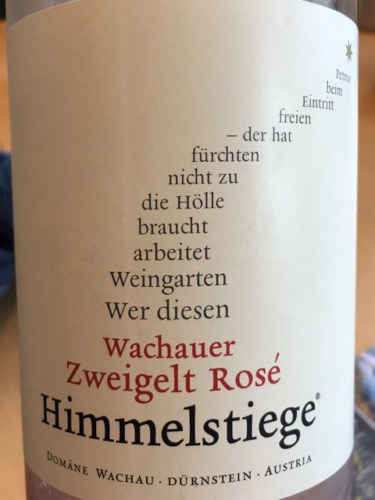 Wer diesen
Weingarten
arbeitet
braucht
die Hölle
nicht zu
fürchten
– der hat
freien
Eintritt
beim
Petrus
Wachauer
Zweigelt Rosé
Himmelstiege®
DOMÄNE WACHAU · DÜRNSTEIN · AUSTRIA